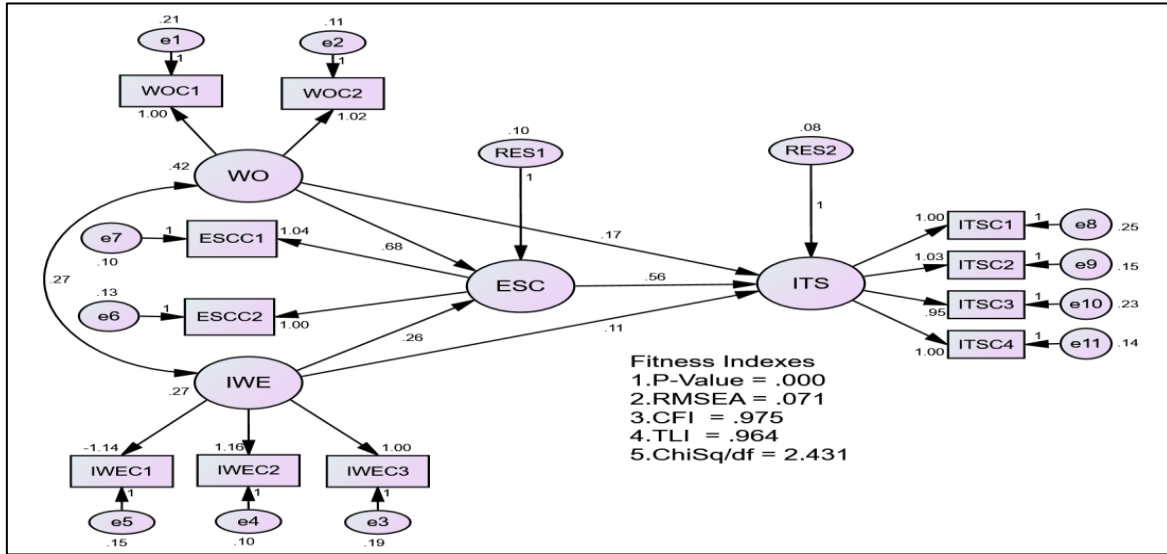 .21
e1
1
WOC1
1.00
.11
e2
1
WOC2
1.02
.42
WO
.10
RES1
1
.08
RES2
1
e7
1
.10
ESCC1
1.04
.68
.17
.27
ESC
.56
ITS
.13
e6
1
ESCC2
1.00
.26
.11
1.00
ITSC1
1
e8
.25
1.03
ITSC2
1
e9
.15
.95
ITSC3
1
e10
.23
1.00
ITSC4
1
e11
.14
IWE
.27
-1.14
1.16
1.00
IWEC1
IWEC2
IWEC3
1
1
1
e5
e4
e3
.15
.10
.19
Fitness Indexes
1.P-Value = .000
2.RMSEA = .071
3.CFI = .975
4.TLI = .964
5.ChiSq/df = 2.431